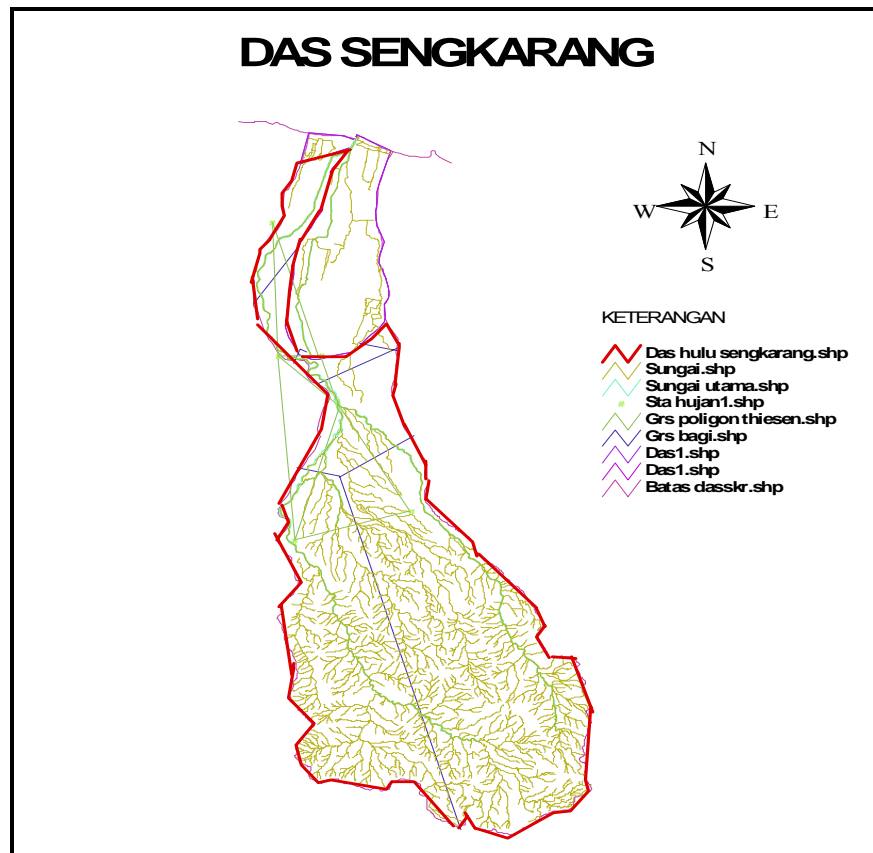 DAS SENGKARANG
N
W E
S
KETERANGAN
Das hulu sengkarang.shp
Sungai.shp
Sungai utama.shp
Sta hujan1.shp
Grs poligon thiesen.shp
Grs bagi.shp
Das1.shp
Das1.shp
Batas dasskr.shp